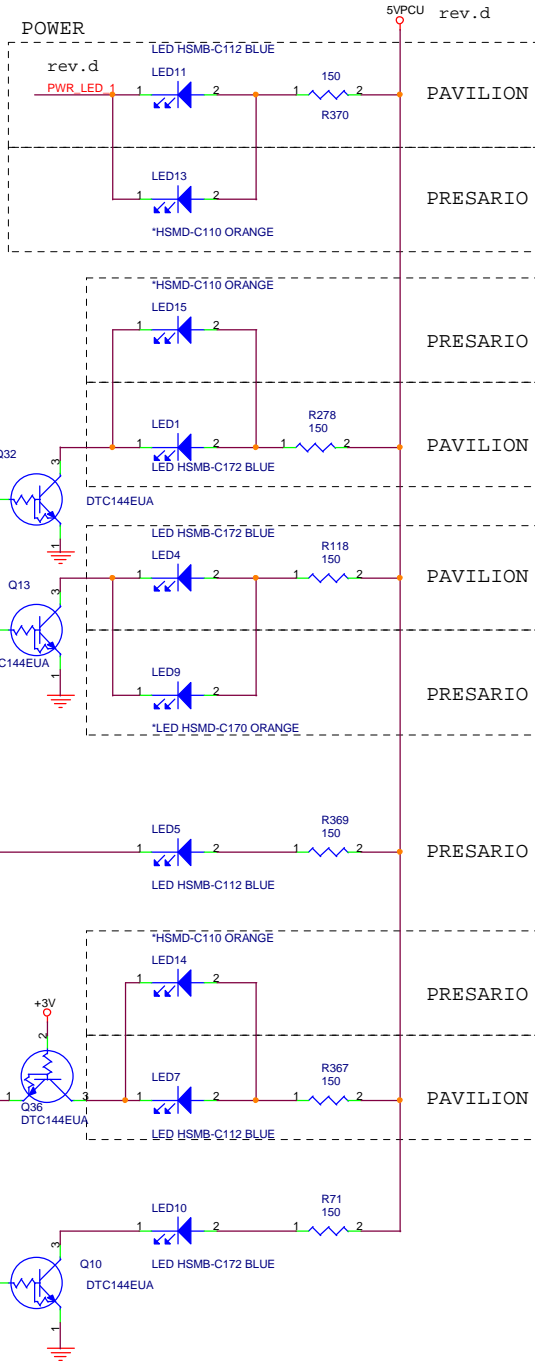 5VPCU rev.d
POWER
LED HSMB-C112 BLUE
rev.d
LED11 150
PWR_LED_1 1 2 1 2 PAVILION
R370
LED13
1 2 PRESARIO
*HSMD-C110 ORANGE
*HSMD-C110 ORANGE
LED15
1 2 PRESARIO
R278
LED1 150
1 2 1 2 PAVILION
Q32
LED HSMB-C172 BLUE
3
DTC144EUA
1
LED HSMB-C172 BLUE
R118
LED4 150
1 2 1 2 PAVILION
Q13 3
C144EUA
LED9
1
1 2 PRESARIO
*LED HSMD-C170 ORANGE
R369
LED5 150
1 2 1 2 PRESARIO
LED HSMB-C112 BLUE
*HSMD-C110 ORANGE
LED14
1 2 PRESARIO
+3V
2
R367
LED7 150
1 3 1 2 1 2 PAVILION
Q36
DTC144EUA
LED HSMB-C112 BLUE
R71
LED10 150
1 2 1 2
3
Q10 LED HSMB-C172 BLUE
DTC144EUA
1